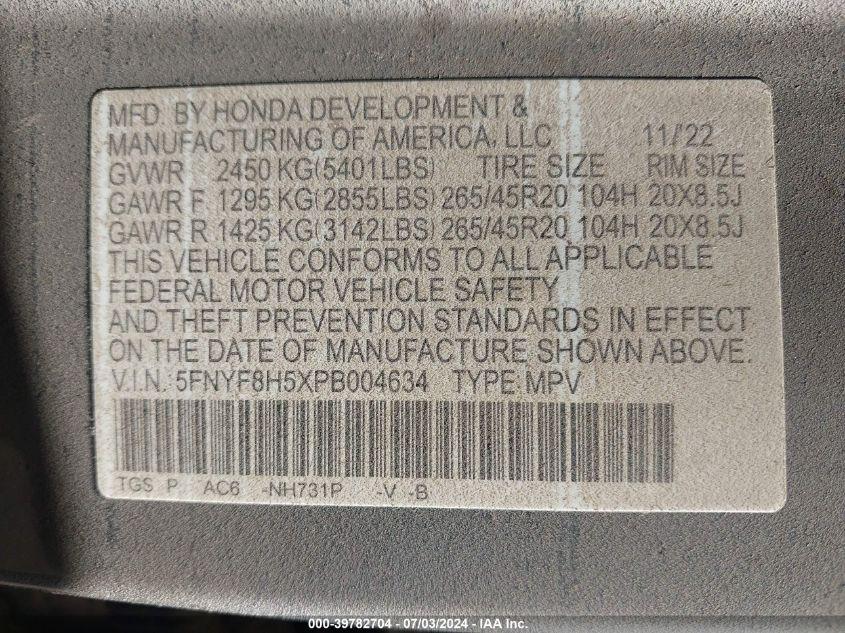 MFD. BY HONDA DEVELOPMENT &
MANUFACTURING OF AMERICA, LLC 11/'22
GVWR 2450 KG(5401LBS) TIRE SIZE RIM SIZE
GAWR F 1295 KG(2855LBS) 265/45R20 104H 20X8.5J
GAWR R 1425 KG(3142LBS) 265/45R20 104H 20X8.5J
THIS VEHICLE CONFORMS TO ALL APPLICABLE
FEDERAL MOTOR VEHICLE SAFETY
AND THEFT PREVENTION STANDARDS IN EFFECT
ON THE DATE OF MANUFACTURE SHOWN ABOVE.
V.I.N.: 5FNYF8H5XPB004634 TYPE: MPV
TGS P AC6 -NH731P -V -B
000-39782704 - 07/03/2024 - IAA Inc.